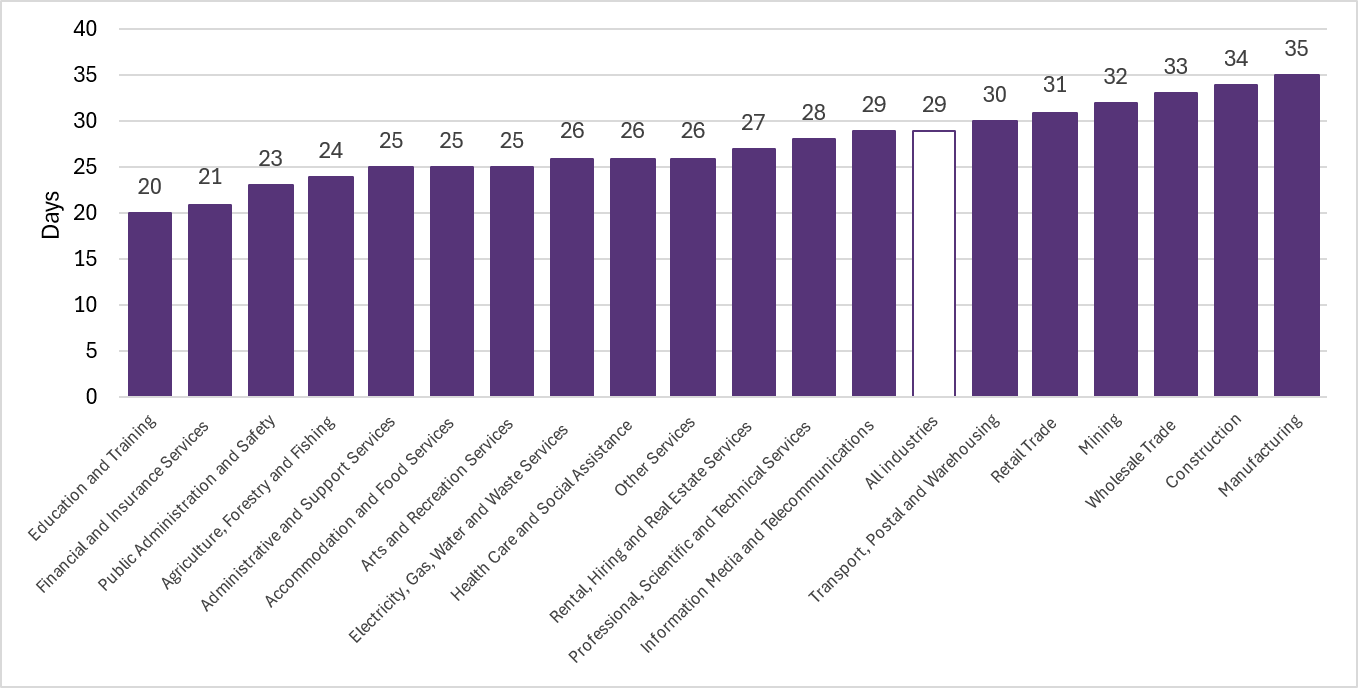 40
35
30
25
20
15
10
5
0
Days
20
21
23
24
25
25
25
26
26
26
27
28
29
29
30
31
32
33
34
35
Education and Training
Financial and Insurance Services
Public Administration and Safety
Agriculture, Forestry and Fishing
Administrative and Support Services
Accommodation and Food Services
Arts and Recreation Services
Electricity, Gas, Water and Waste Services
Health Care and Social Assistance
Other Services
Rental, Hiring and Real Estate Services
Professional, Scientific and Technical Services
Information Media and Telecommunications
All industries
Transport, Postal and Warehousing
Retail Trade
Mining
Wholesale Trade
Construction
Manufacturing